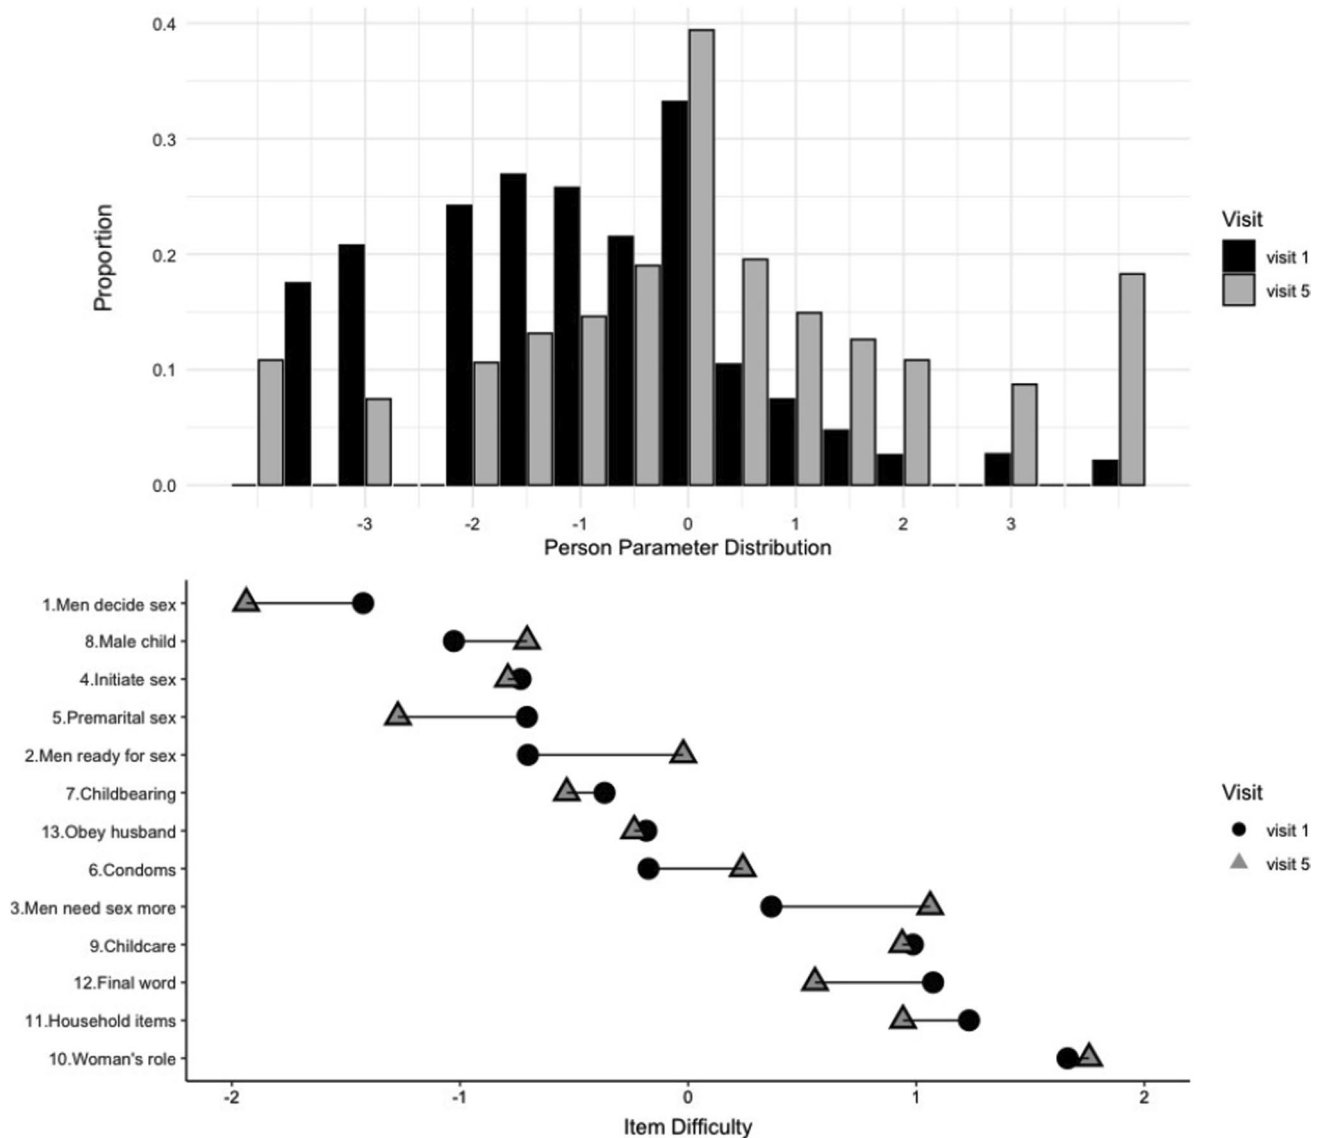 0.4
0.3
0.2
0.1
0.0
Proportion
-3 -2 -1 0 1 2 3
Person Parameter Distribution
Visit
visit 1
visit 5
1.Men decide sex
8.Male child
4.Initiate sex
5.Premarital sex
2.Men ready for sex
7.Childbearing
13.Obey husband
6.Condoms
3.Men need sex more
9.Childcare
12.Final word
11.Household items
10.Woman's role
-2 -1 0 1 2
Item Difficulty
Visit
visit 1
visit 5